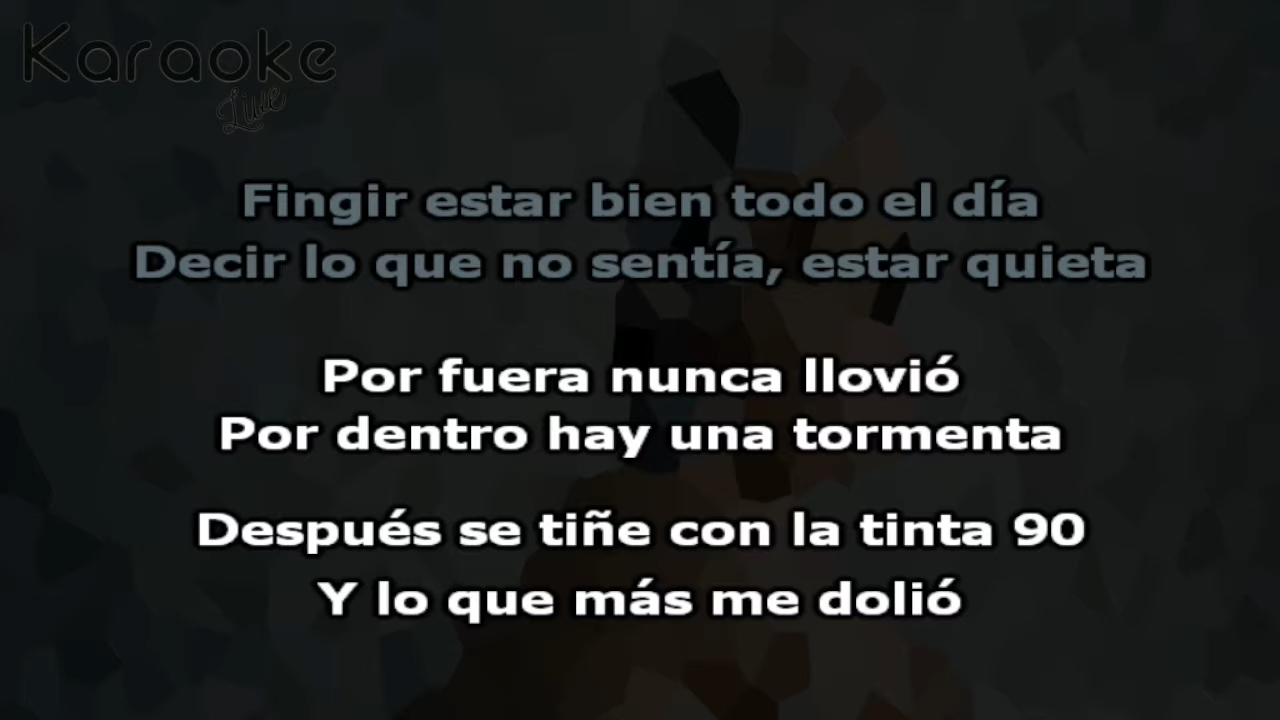 Karaoke
Live
Fingir estar bien todo el día
Decir lo que no sentía, estar quieta
Por fuera nunca llovió
Por dentro hay una tormenta
Después se tiñe con la tinta 90
Y lo que más me dolió